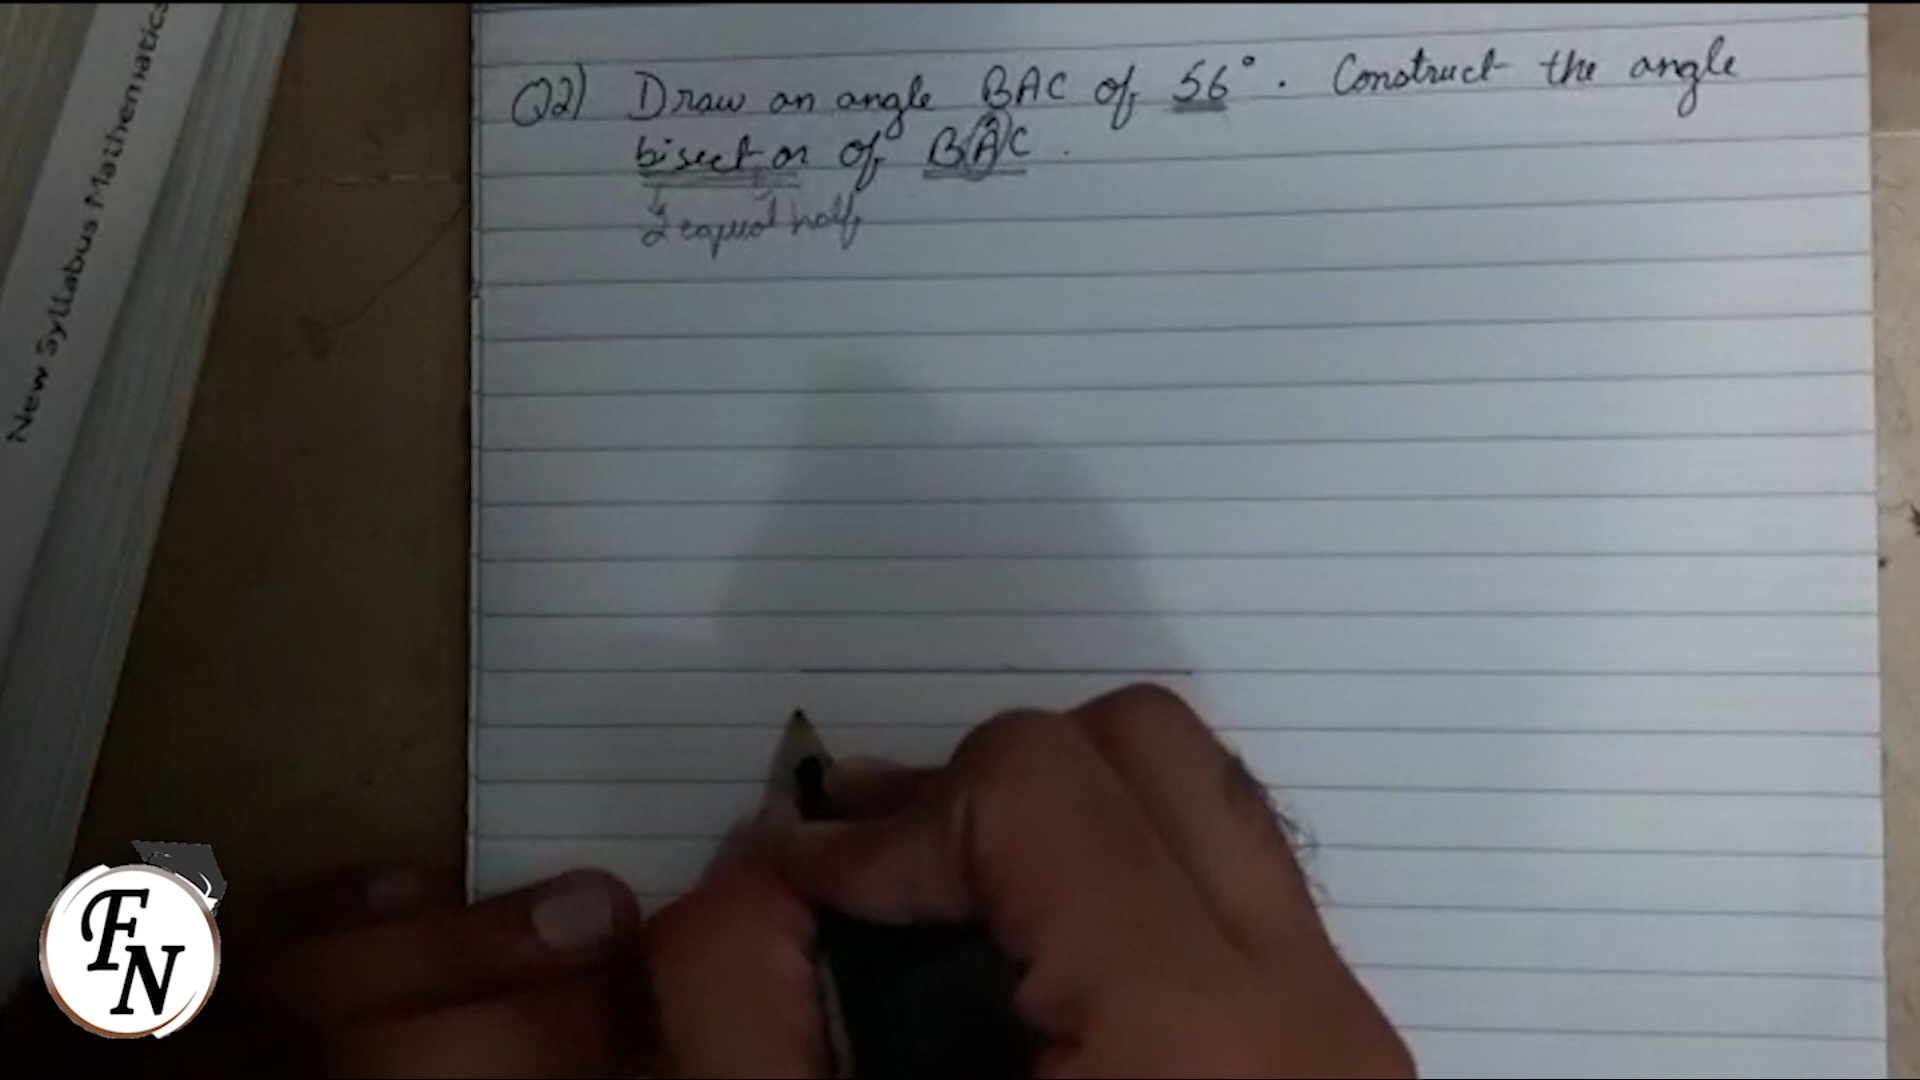 Q2) Draw an angle BAC of 56°. Construct the angle
bisector of BÂC.
2 equal half
New Syllabus Mathematics
FN